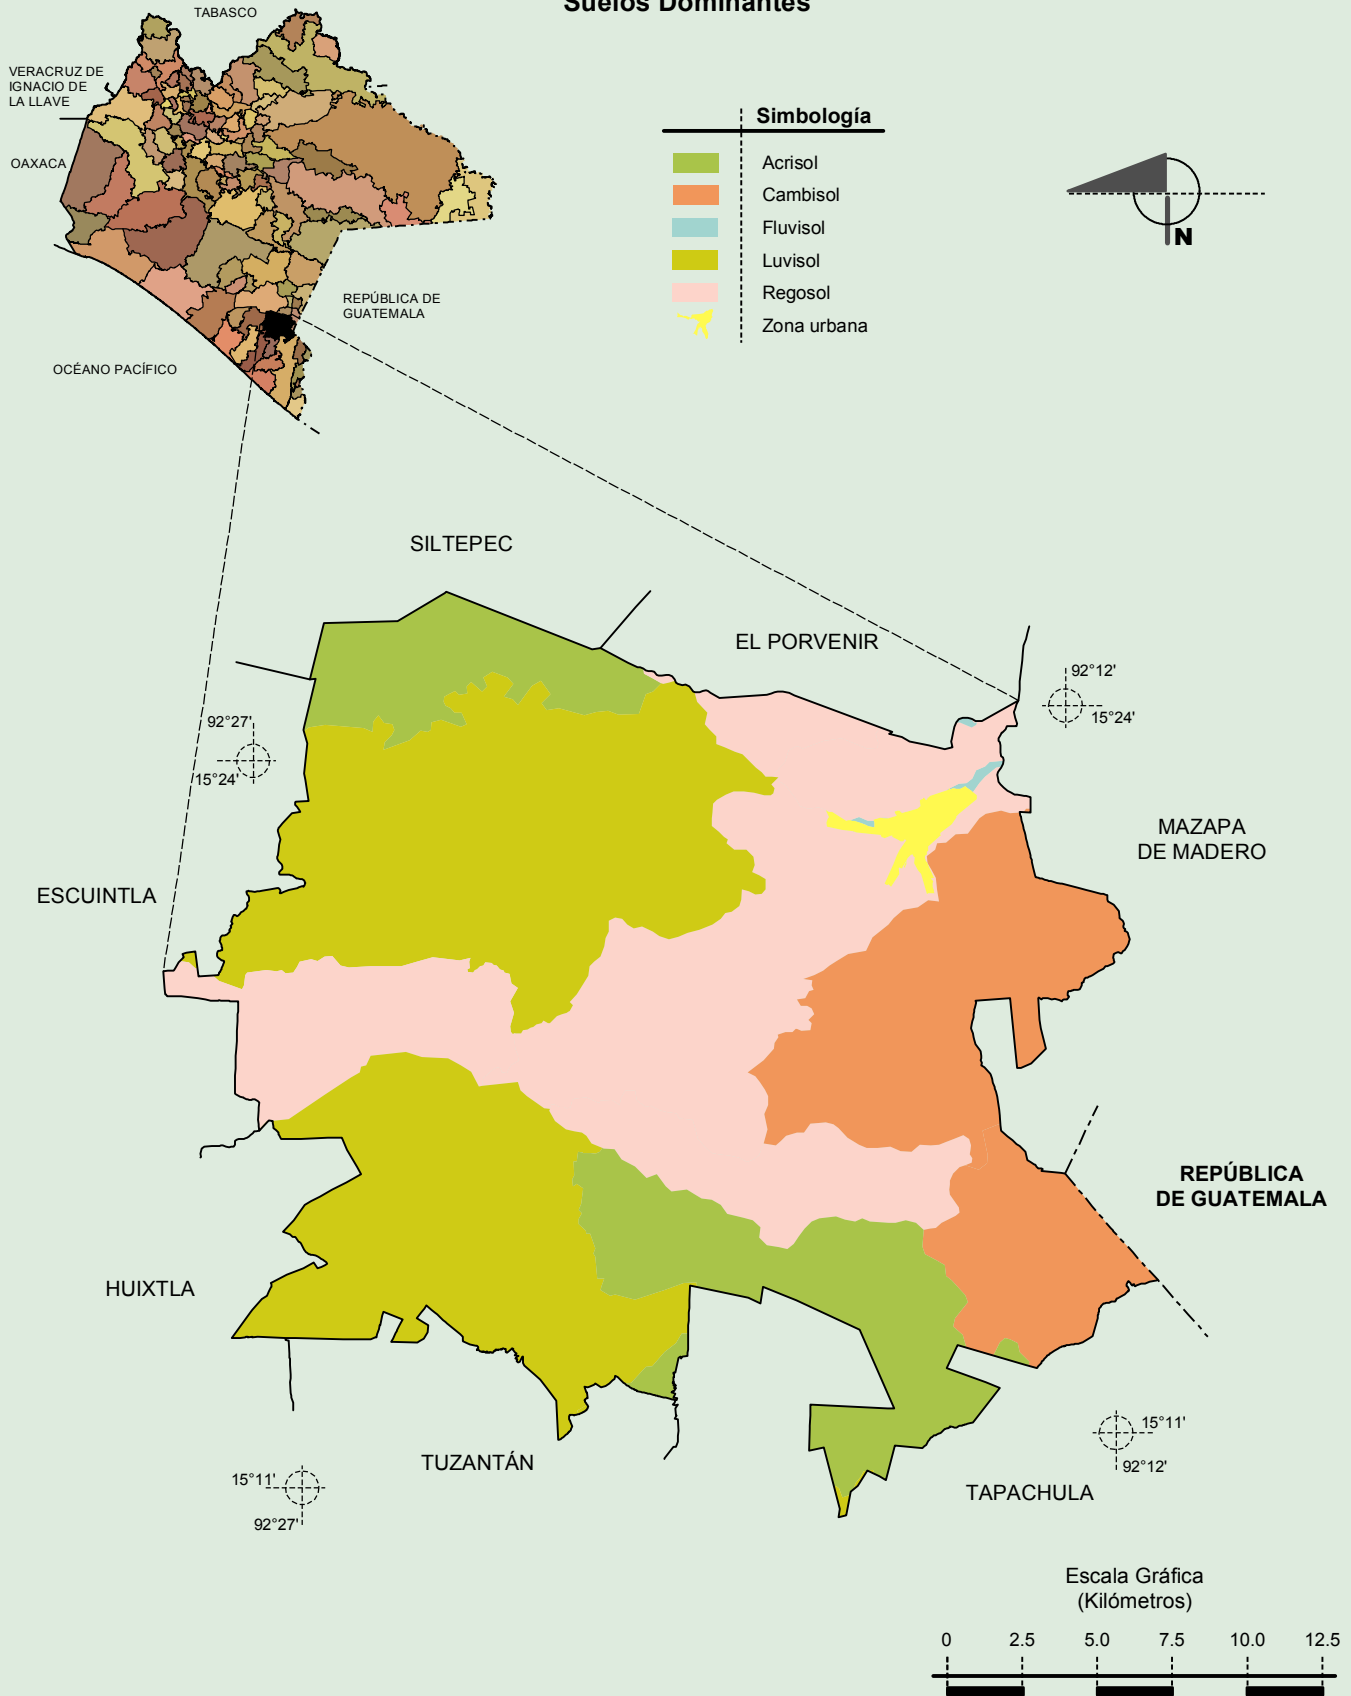 Suelos Dominantes
TABASCO
VERACRUZ DE
IGNACIO DE
LA LLAVE
OAXACA
REPÚBLICA DE
GUATEMALA
OCÉANO PACÍFICO
Simbología
Acrisol
Cambisol
Fluvisol
Luvisol
Regosol
Zona urbana
N
SILTEPEC
EL PORVENIR
92°12'
15°24'
92°27'
15°24'
MAZAPA
DE MADERO
ESCUINTLA
REPÚBLICA
DE GUATEMALA
HUIXTLA
TUZANTÁN
15°11'
92°27'
15°11'
92°12'
TAPACHULA
Escala Gráfica
(Kilómetros)
0 2.5 5.0 7.5 10.0 12.5